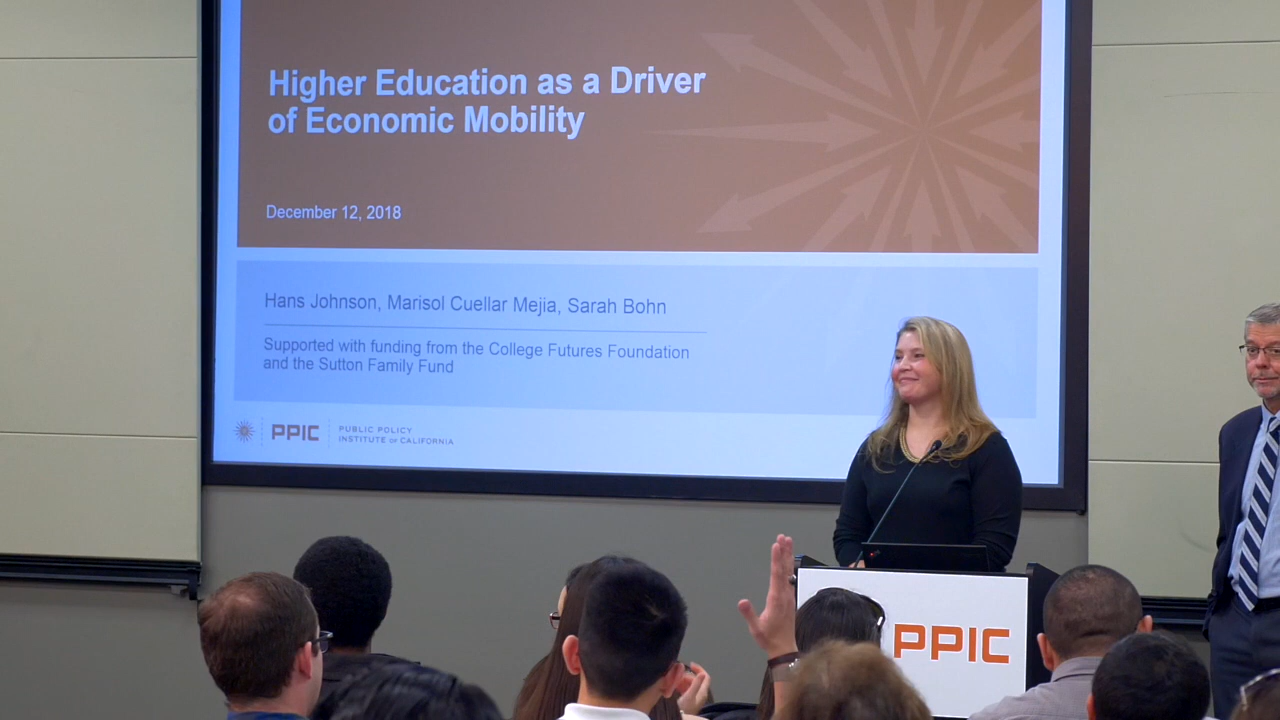 Higher Education as a Driver
of Economic Mobility
December 12, 2018
Hans Johnson, Marisol Cuellar Mejia, Sarah Bohn
Supported with funding from the College Futures Foundation
and the Sutton Family Fund
PPIC
PUBLIC POLICY
INSTITUTE OF CALIFORNIA
PPIC